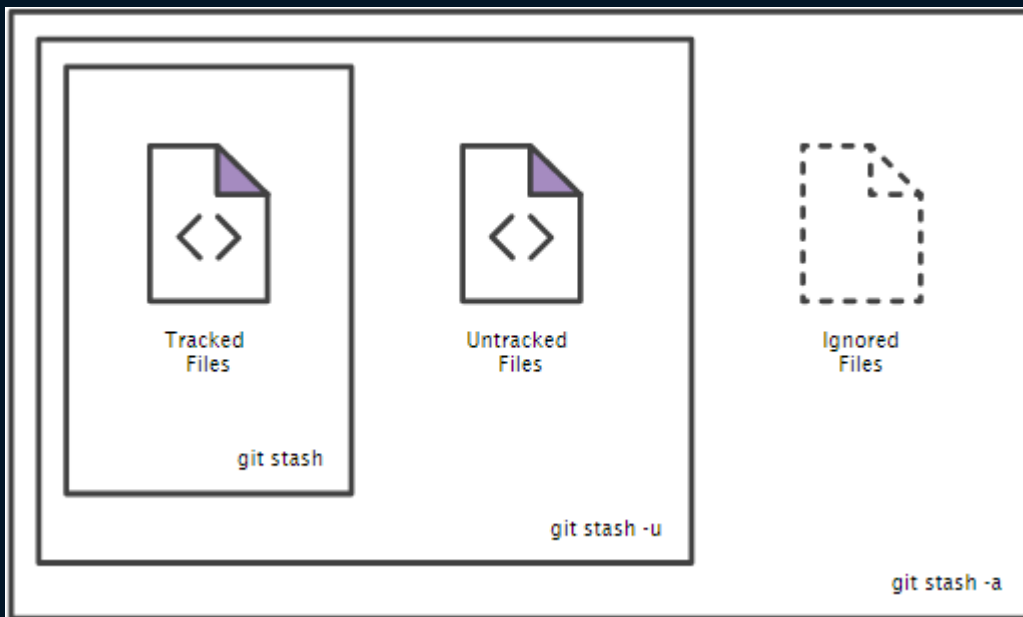 Tracked
Files
Untracked
Files
Ignored
Files
git stash
git stash -u
git stash -a